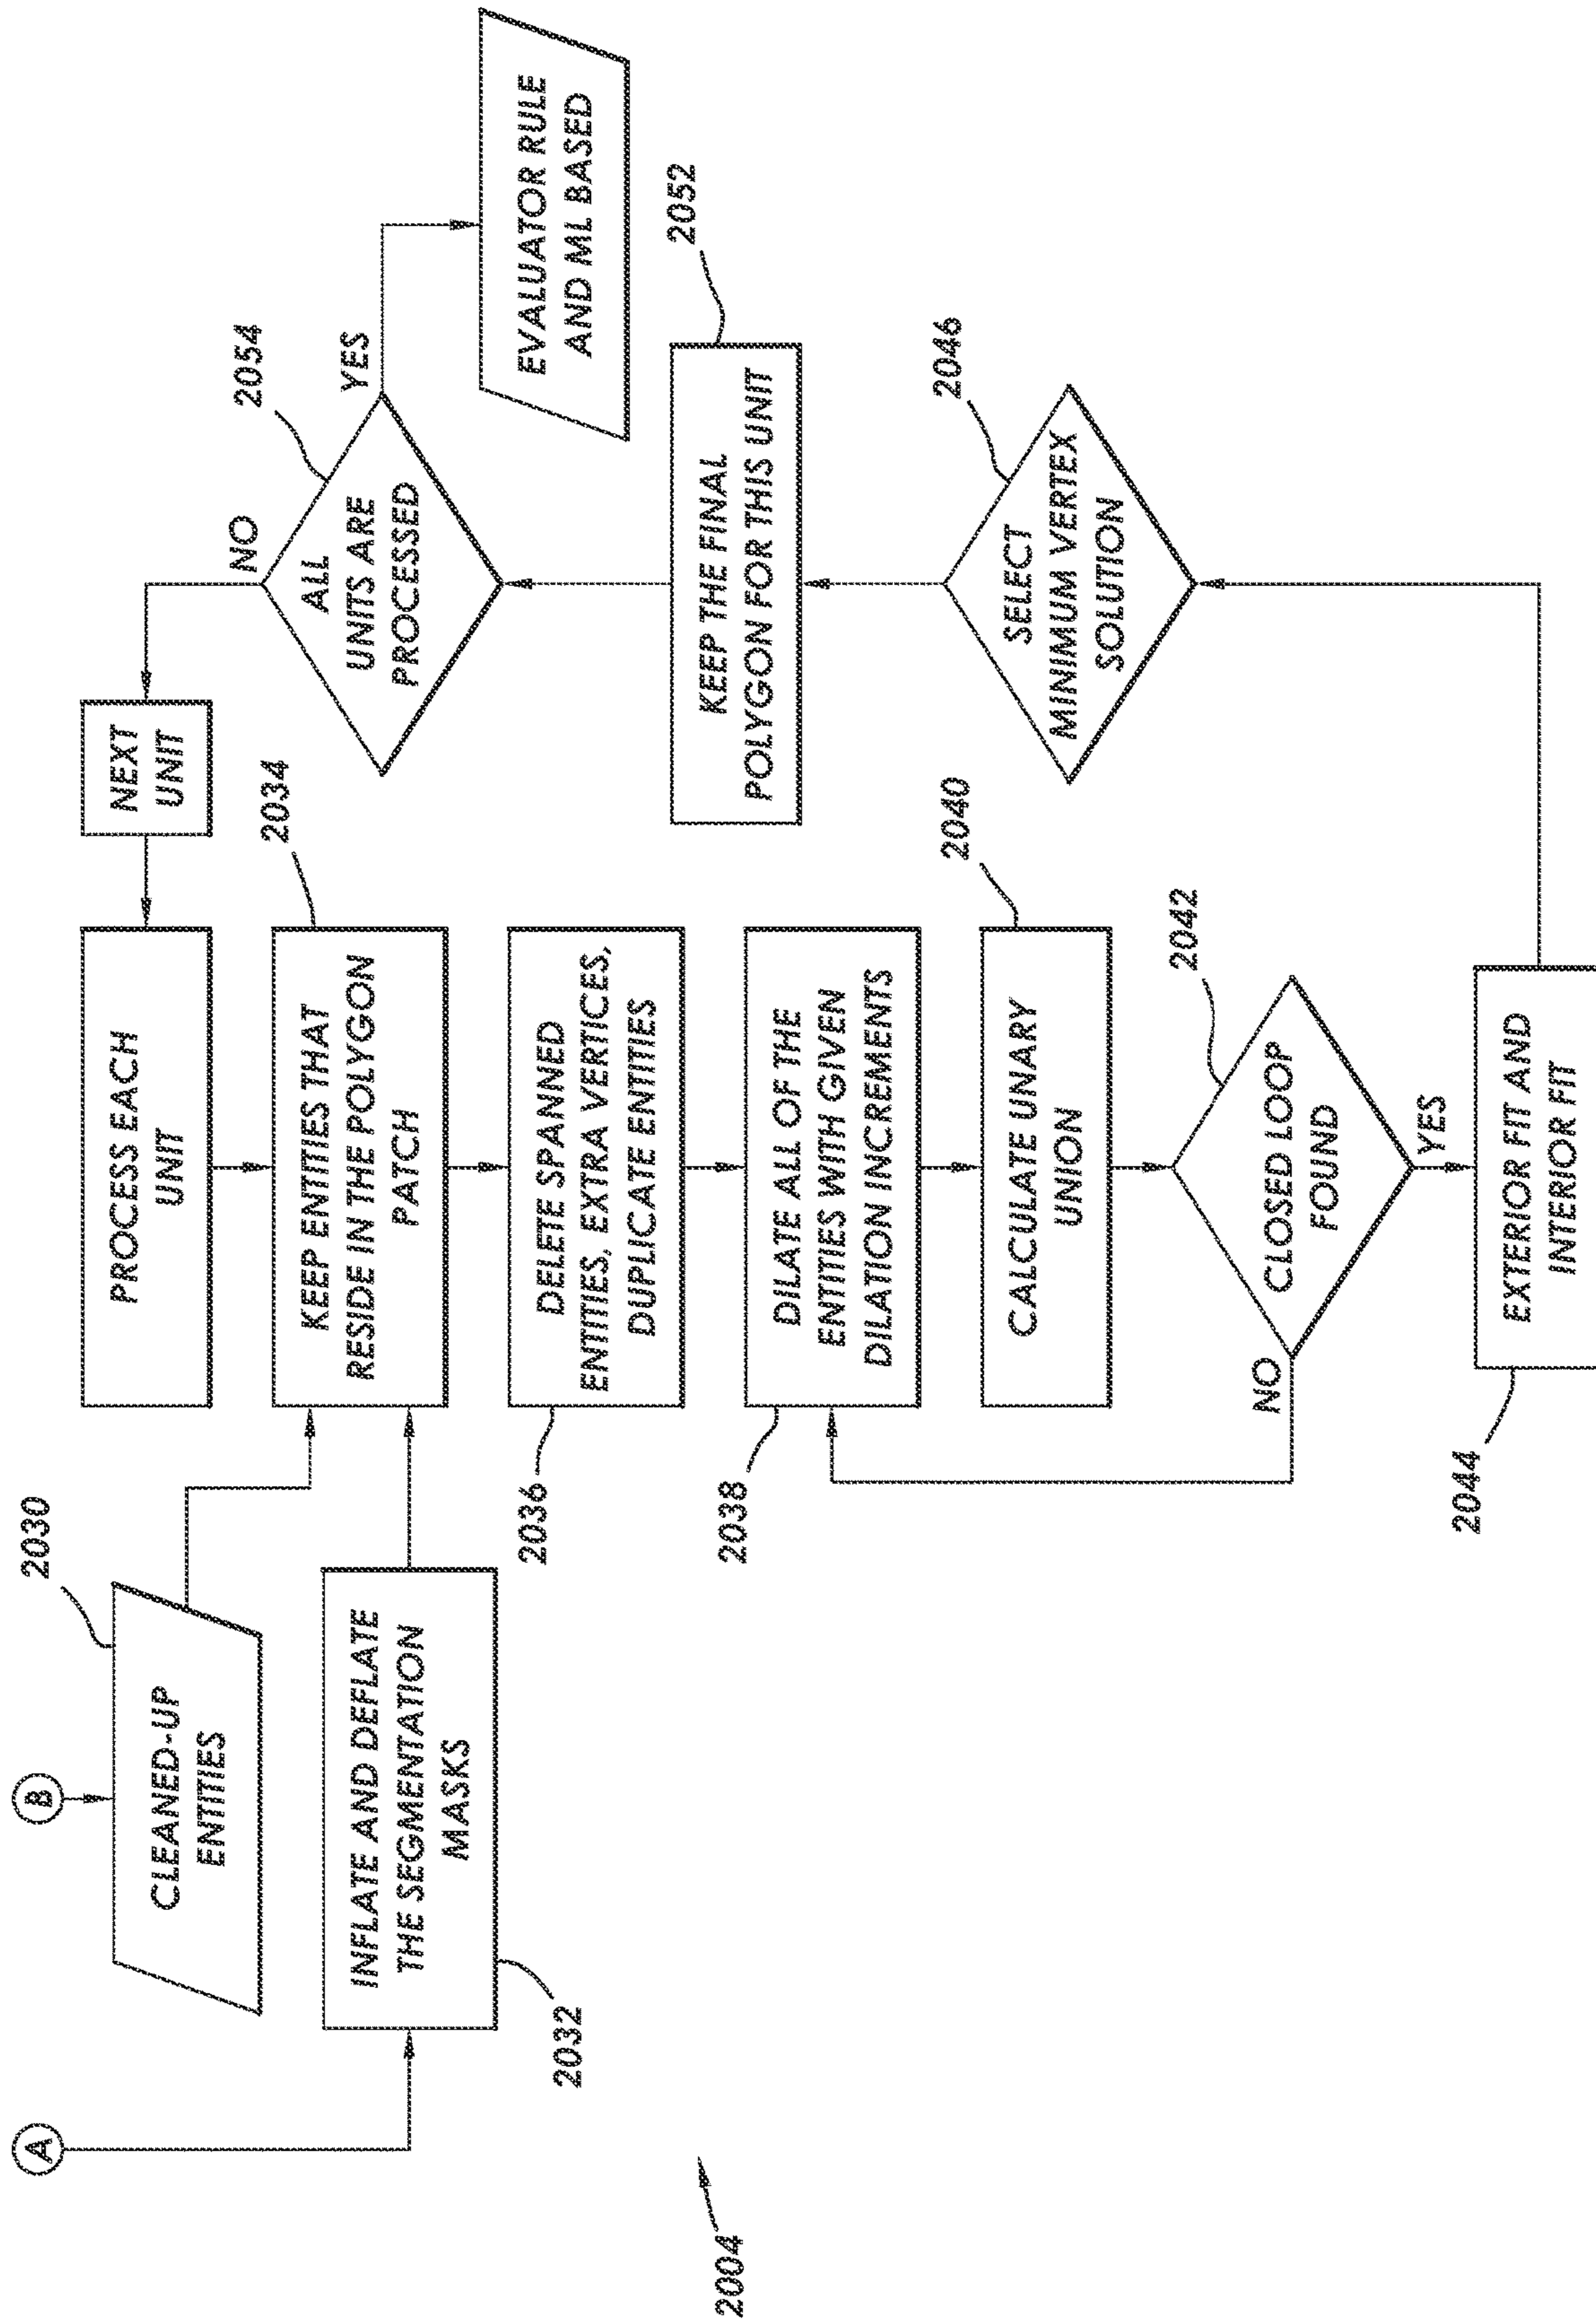 A
B
2030
CLEANED-UP
ENTITIES
INFLATE AND DEFLATE
THE SEGMENTATION
MASKS
2032
2004
PROCESS EACH
UNIT
NEXT
UNIT
2034
KEEP ENTITIES THAT
RESIDE IN THE POLYGON
PATCH
2036
DELETE SPANNED
ENTITIES, EXTRA VERTICES,
DUPLICATE ENTITIES
2038
DILATE ALL OF THE
ENTITIES WITH GIVEN
DILATION INCREMENTS
2040
CALCULATE UNARY
UNION
2042
CLOSED LOOP
FOUND
NO
YES
2044
EXTERIOR FIT AND
INTERIOR FIT
2046
SELECT
MINIMUM VERTEX
SOLUTION
2052
KEEP THE FINAL
POLYGON FOR THIS UNIT
2054
ALL
UNITS ARE
PROCESSED
NO
YES
EVALUATOR RULE
AND ML BASED